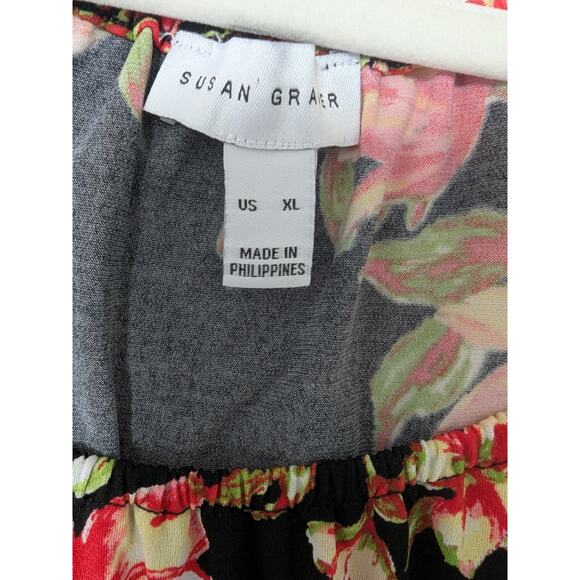 SUSAN GRAVER
US XL
MADE IN
PHILIPPINES